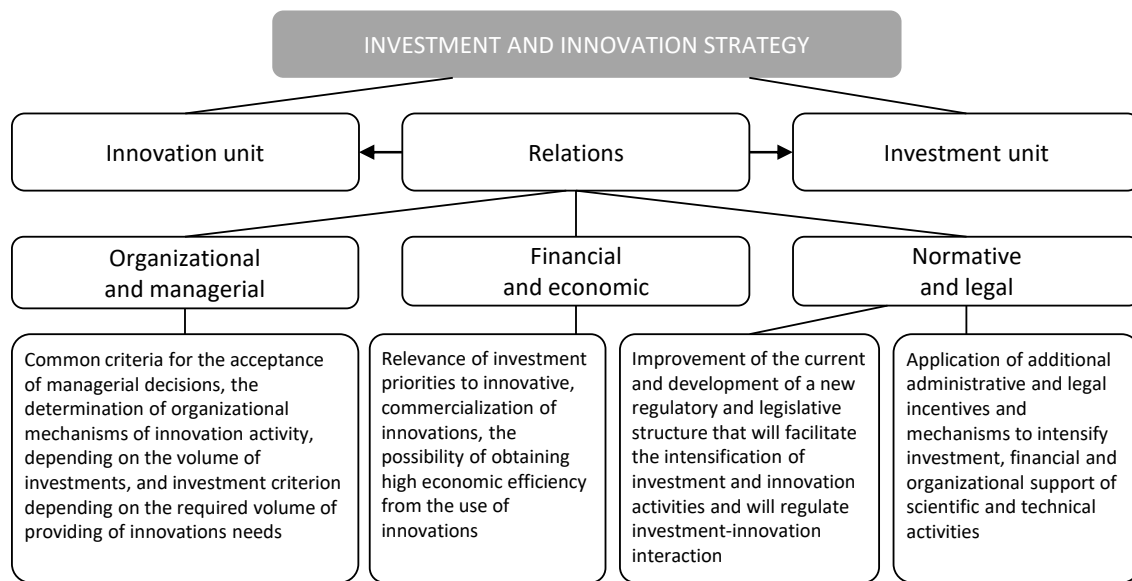 INVESTMENT AND INNOVATION STRATEGY
Innovation unit
Relations
Investment unit
Organizational
and managerial
Financial
and economic
Normative
and legal
Common criteria for the acceptance
of managerial decisions, the
determination of organizational
mechanisms of innovation activity,
depending on the volume of
investments, and investment criterion
depending on the required volume of
providing of innovations needs
Relevance of investment
priorities to innovative,
commercialization of
innovations, the
possibility of obtaining
high economic efficiency
from the use of
innovations
Improvement of the current
and development of a new
regulatory and legislative
structure that will facilitate
the intensification of
investment and innovation
activities and will regulate
investment-innovation
interaction
Application of additional
administrative and legal
incentives and
mechanisms to intensify
investment, financial and
organizational support of
scientific and technical
activities